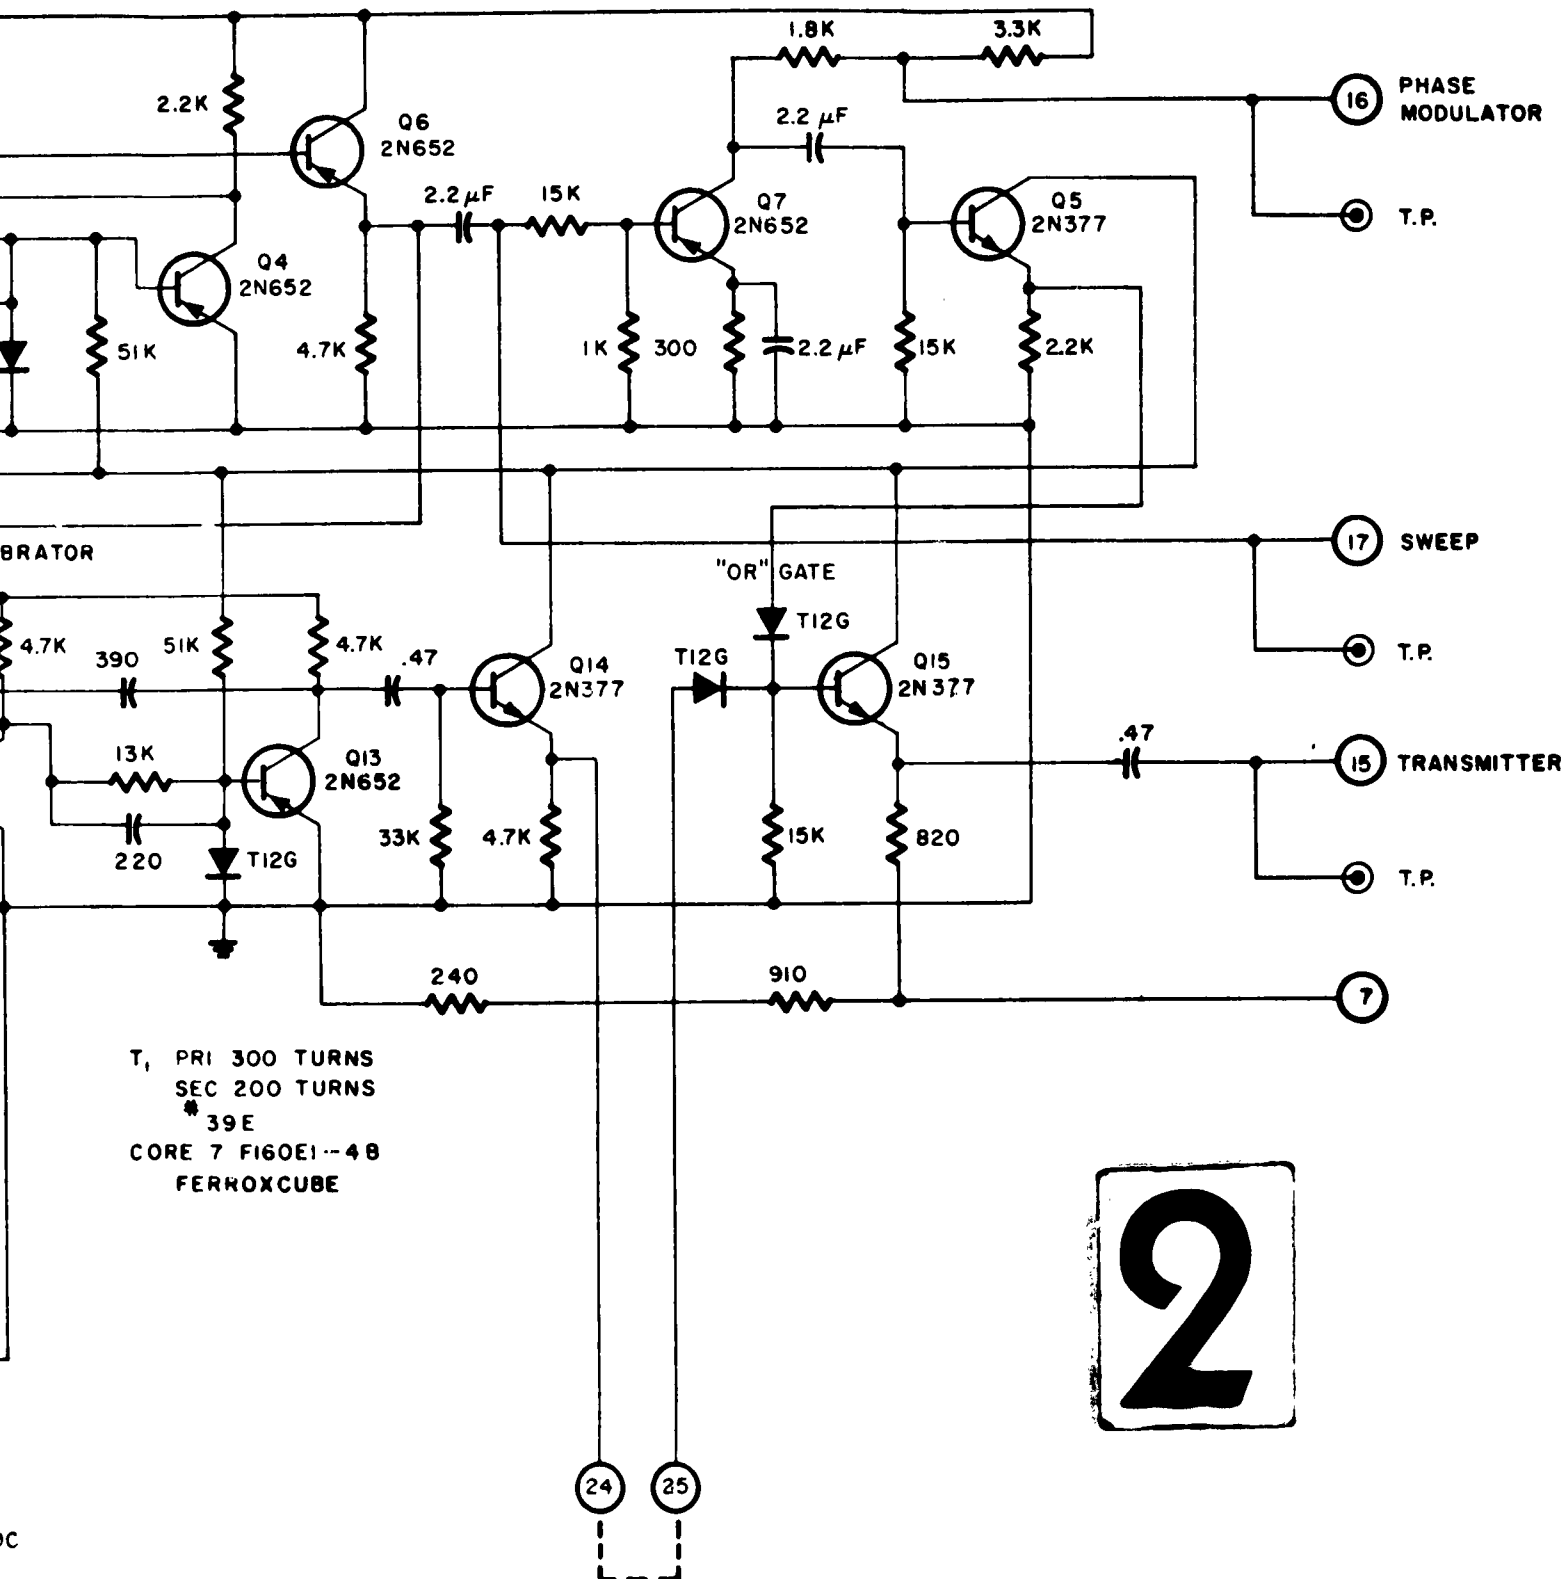 1.8K
3.3K
2.2K
Q6
2N652
2.2 µF
16
PHASE
MODULATOR
2.2 µF
15K
Q7
2N652
Q5
2N377
T.P.
Q4
2N652
51K
4.7K
1K
300
2.2 µF
15K
2.2K
BRATOR
"OR" GATE
17
SWEEP
4.7K
390
51K
4.7K
.47
Q14
2N377
T12G
T12G
Q15
2N377
T.P.
13K
Q13
2N652
.47
15
TRANSMITTER
220
T12G
33K
4.7K
15K
820
T.P.
240
910
7
T1 PRI 300 TURNS
SEC 200 TURNS
# 39E
CORE 7 F160E1--4B
FERROXCUBE
2
24
25